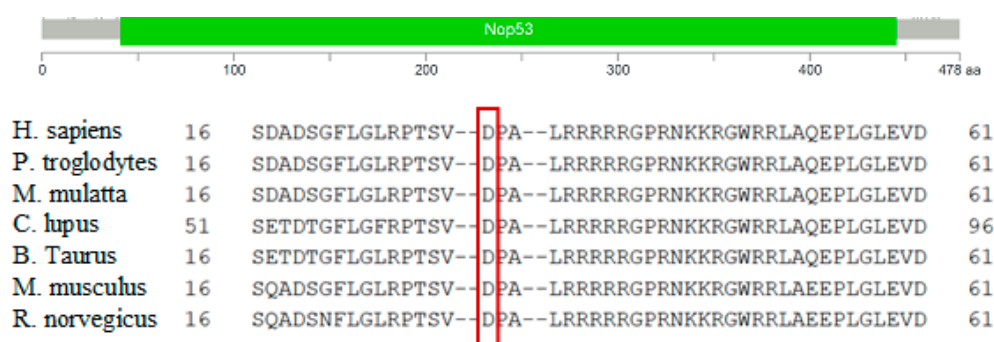 Nop53
0 100 200 300 400 478 aa
H. sapiens 16 SDADSGFLGLRPTSV--DPA--LRRRRRGPRNKKRGWRRLAQEPLGLEVD 61
P. troglodytes 16 SDADSGFLGLRPTSV--DPA--LRRRRRGPRNKKRGWRRLAQEPLGLEVD 61
M. mulatta 16 SDADSGFLGLRPTSV--DPA--LRRRRRGPRNKKRGWRRLAQEPLGLEVD 61
C. lupus 51 SETDTGFLGFRPTSV--DPA--LRRRRRGPRNKKRGWRRLAQEPLGLEVD 96
B. Taurus 16 SETDTGFLGLRPTSV--DPA--LRRRRRGPRNKKRGWRRLAQEPLGLEVD 61
M. musculus 16 SQADSGFLGLRPTSV--DPA--LRRRRRGPRNKKRGWRRLAEEPLGLEVD 61
R. norvegicus 16 SQADSNFLGLRPTSV--DPA--LRRRRRGPRNKKRGWRRLAEEPLGLEVD 61